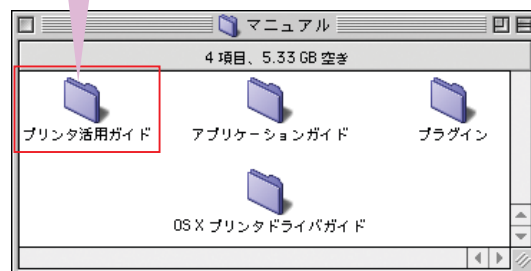 マニュアル
4 項目、5.33 GB 空き
プリンタ活用ガイド
アプリケーションガイド
プラグイン
OS X プリンタドライバガイド